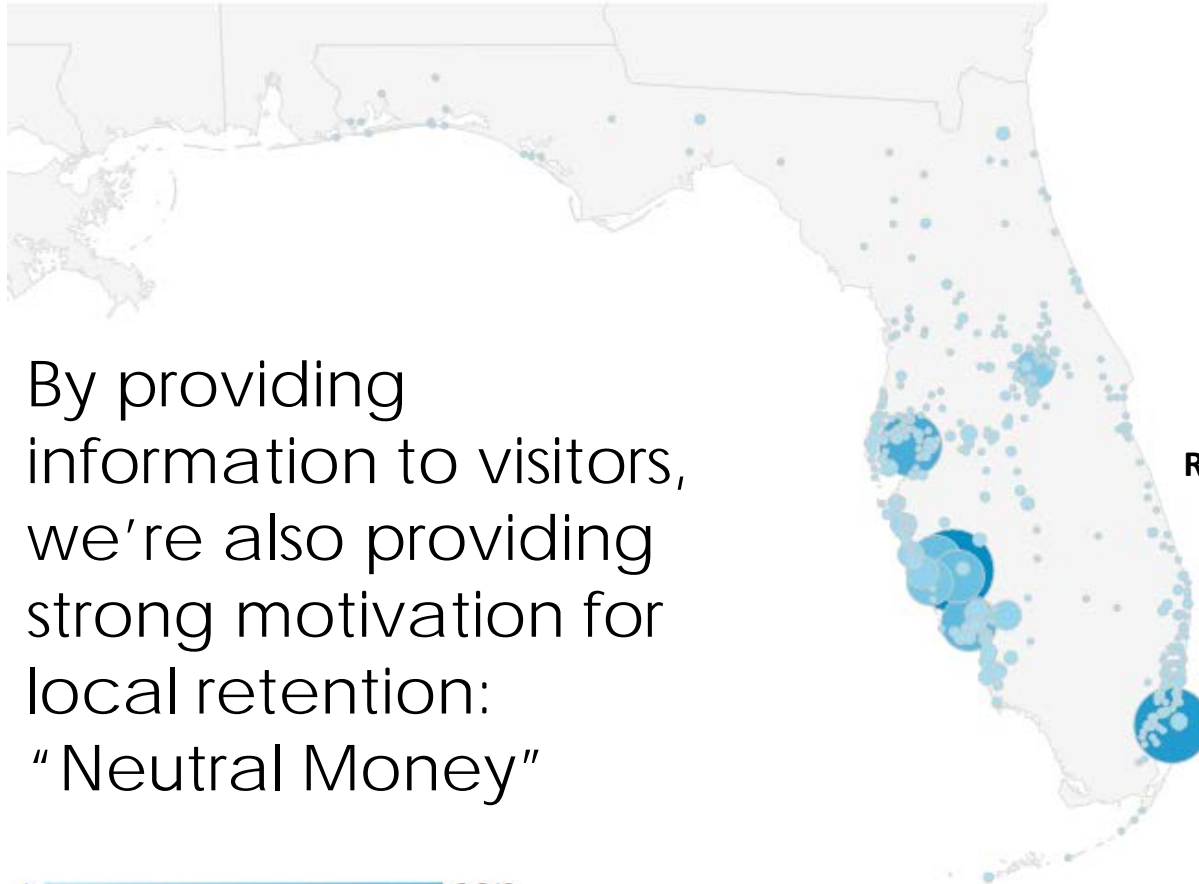 By providing
information to visitors,
we’re also providing
strong motivation for
local retention:
“Neutral Money”
R